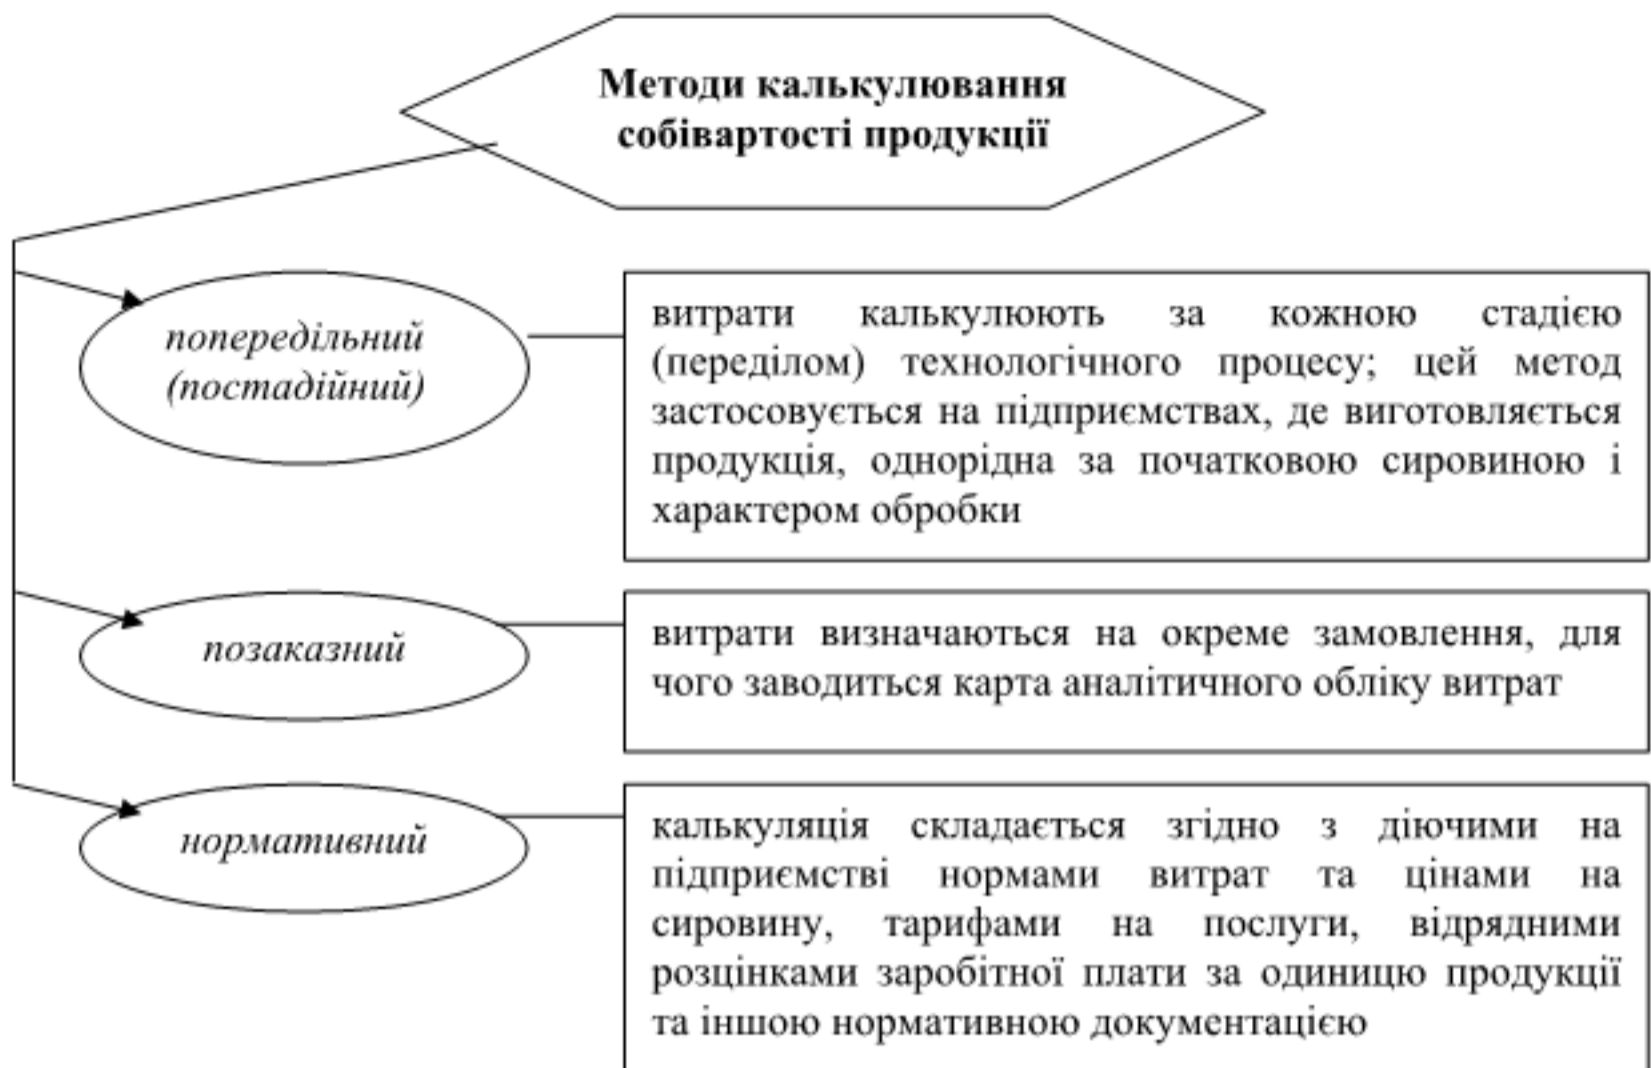 Методи калькулювання
собівартості продукції
попередільний
(постадійний)
витрати калькулюють за кожною стадією
(переділом) технологічного процесу; цей метод
застосовується на підприємствах, де виготовляється
продукція, однорідна за початковою сировиною і
характером обробки
позаказний
витрати визначаються на окреме замовлення, для
чого заводиться карта аналітичного обліку витрат
нормативний
калькуляція складається згідно з діючими на
підприємстві нормами витрат та цінами на
сировину, тарифами на послуги, відрядними
розцінками заробітної плати за одиницю продукції
та іншою нормативною документацією